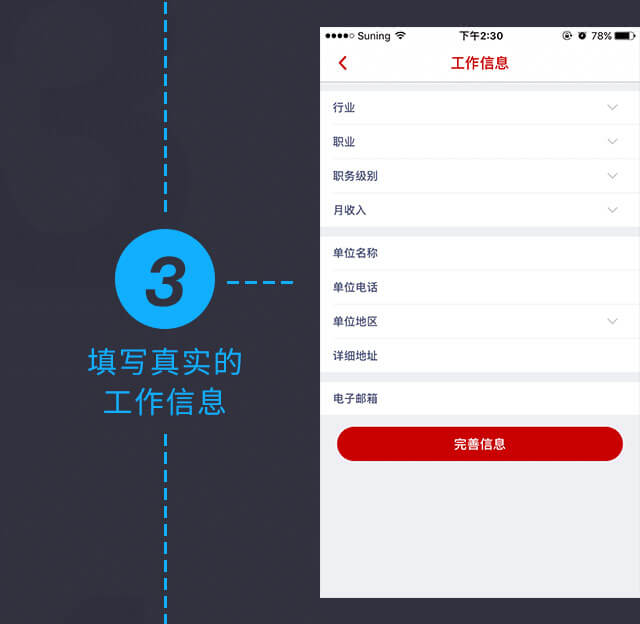 3
填写真实的
工作信息
Suning 下午2:30 78%
工作信息
行业
职业
职务级别
月收入
单位名称
单位电话
单位地区
详细地址
电子邮箱
完善信息